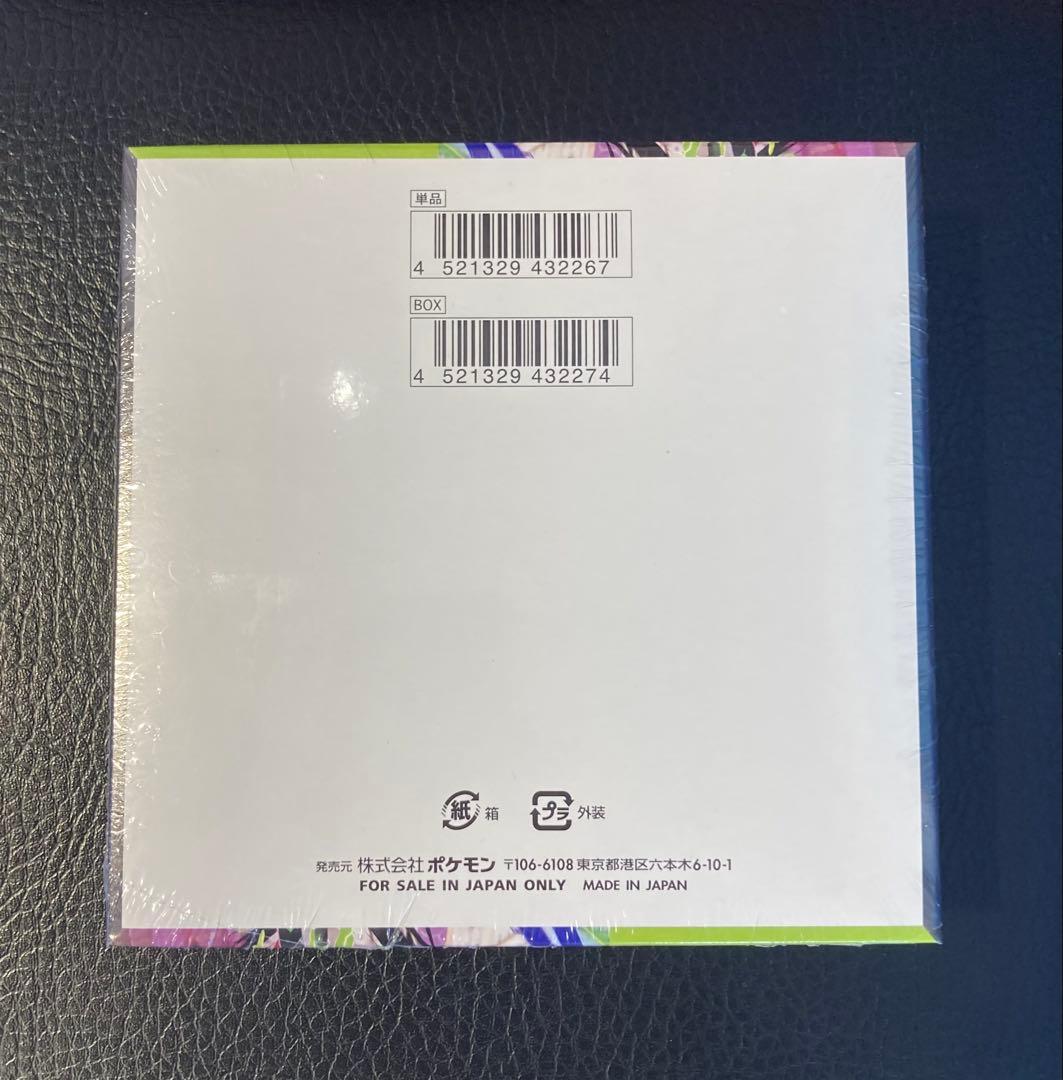 単品
4 521329 432267
BOX
4 521329 432274
紙 箱 プラ 外装
発売元 株式会社ポケモン 〒106-6108 東京都港区六本木6-10-1
FOR SALE IN JAPAN ONLY MADE IN JAPAN